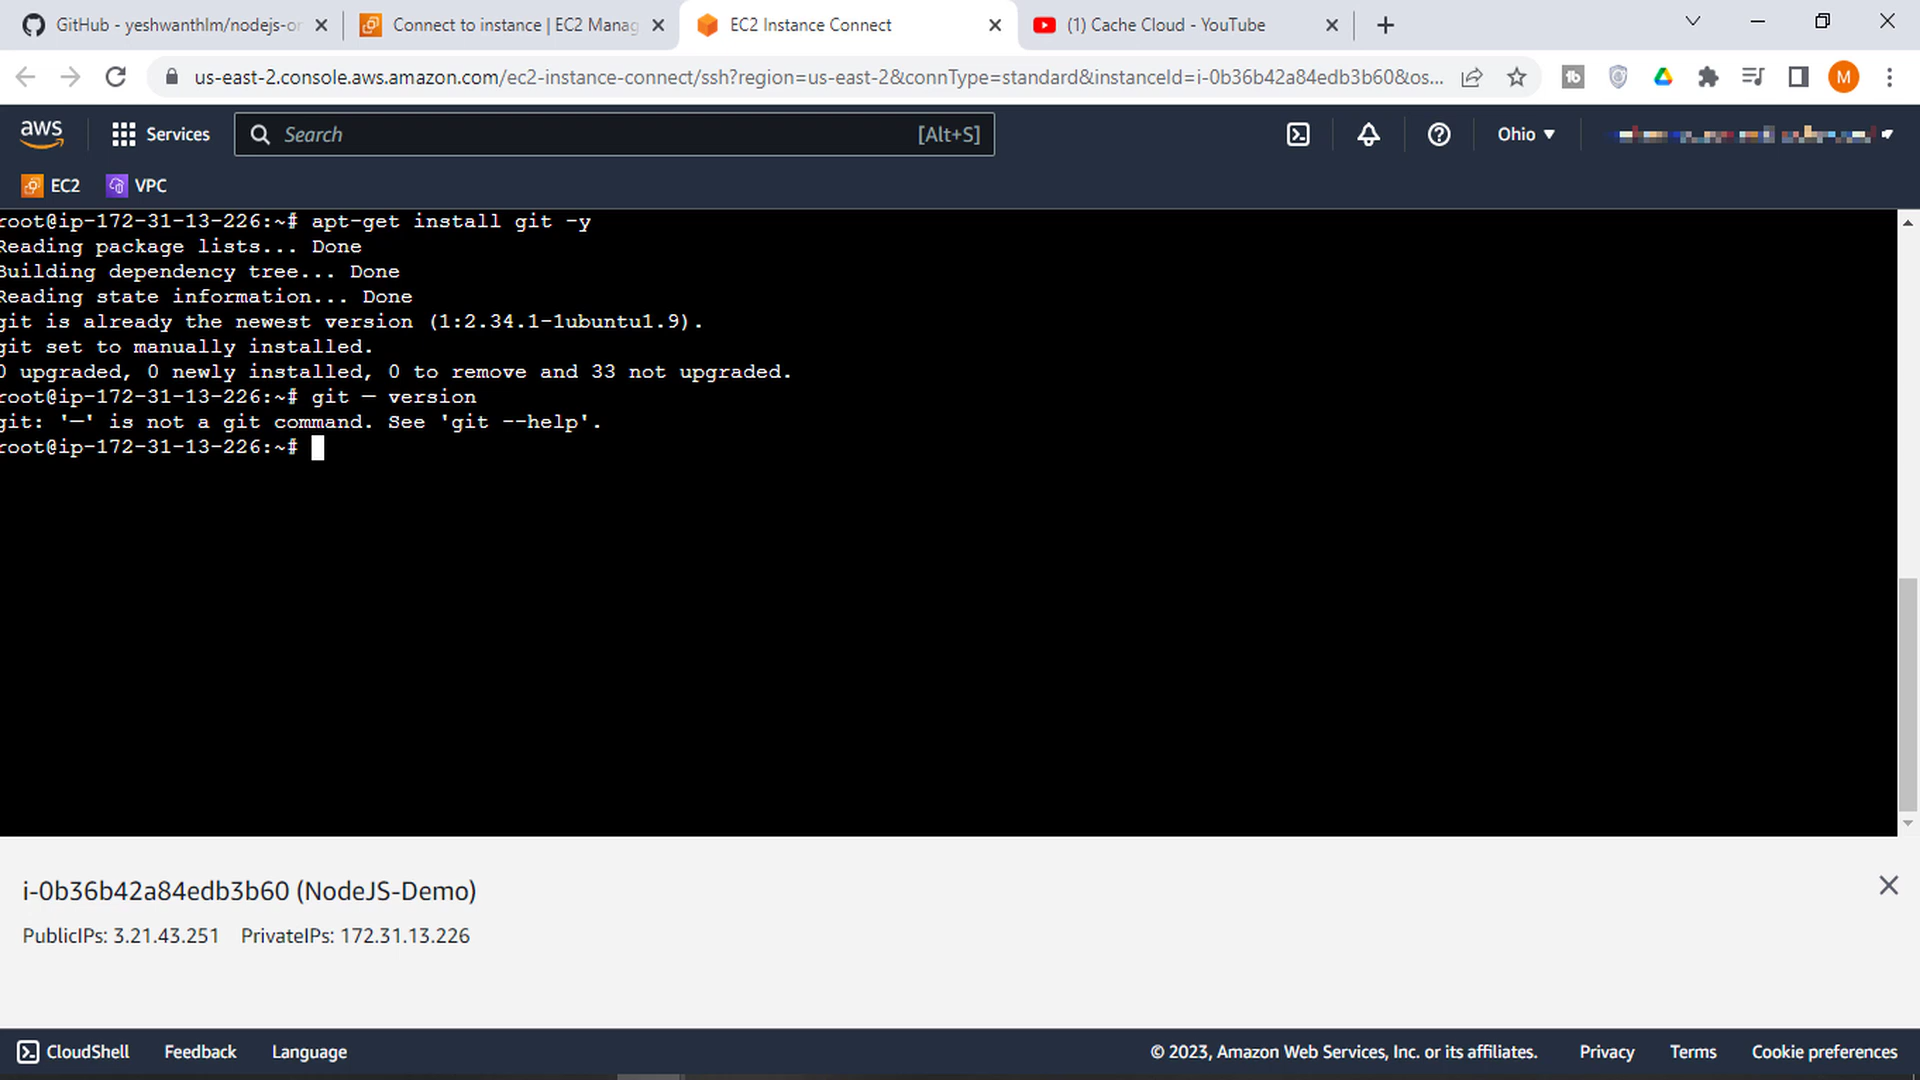 GitHub - yeshwanthlm/nodejs-or
Connect to instance | EC2 Manag
EC2 Instance Connect
(1) Cache Cloud - YouTube
us-east-2.console.aws.amazon.com/ec2-instance-connect/ssh?region=us-east-2&connType=standard&instanceId=i-0b36b42a84edb3b60&os...
M
aws
Services
Search
[Alt+S]
Ohio
EC2
VPC
root@ip-172-31-13-226:~# apt-get install git -y
Reading package lists... Done
Building dependency tree... Done
Reading state information... Done
git is already the newest version (1:2.34.1-1ubuntu1.9).
git set to manually installed.
0 upgraded, 0 newly installed, 0 to remove and 33 not upgraded.
root@ip-172-31-13-226:~# git — version
git: '—' is not a git command. See 'git --help'.
root@ip-172-31-13-226:~#
i-0b36b42a84edb3b60 (NodeJS-Demo)
PublicIPs: 3.21.43.251 PrivateIPs: 172.31.13.226
CloudShell Feedback Language
© 2023, Amazon Web Services, Inc. or its affiliates. Privacy Terms Cookie preferences